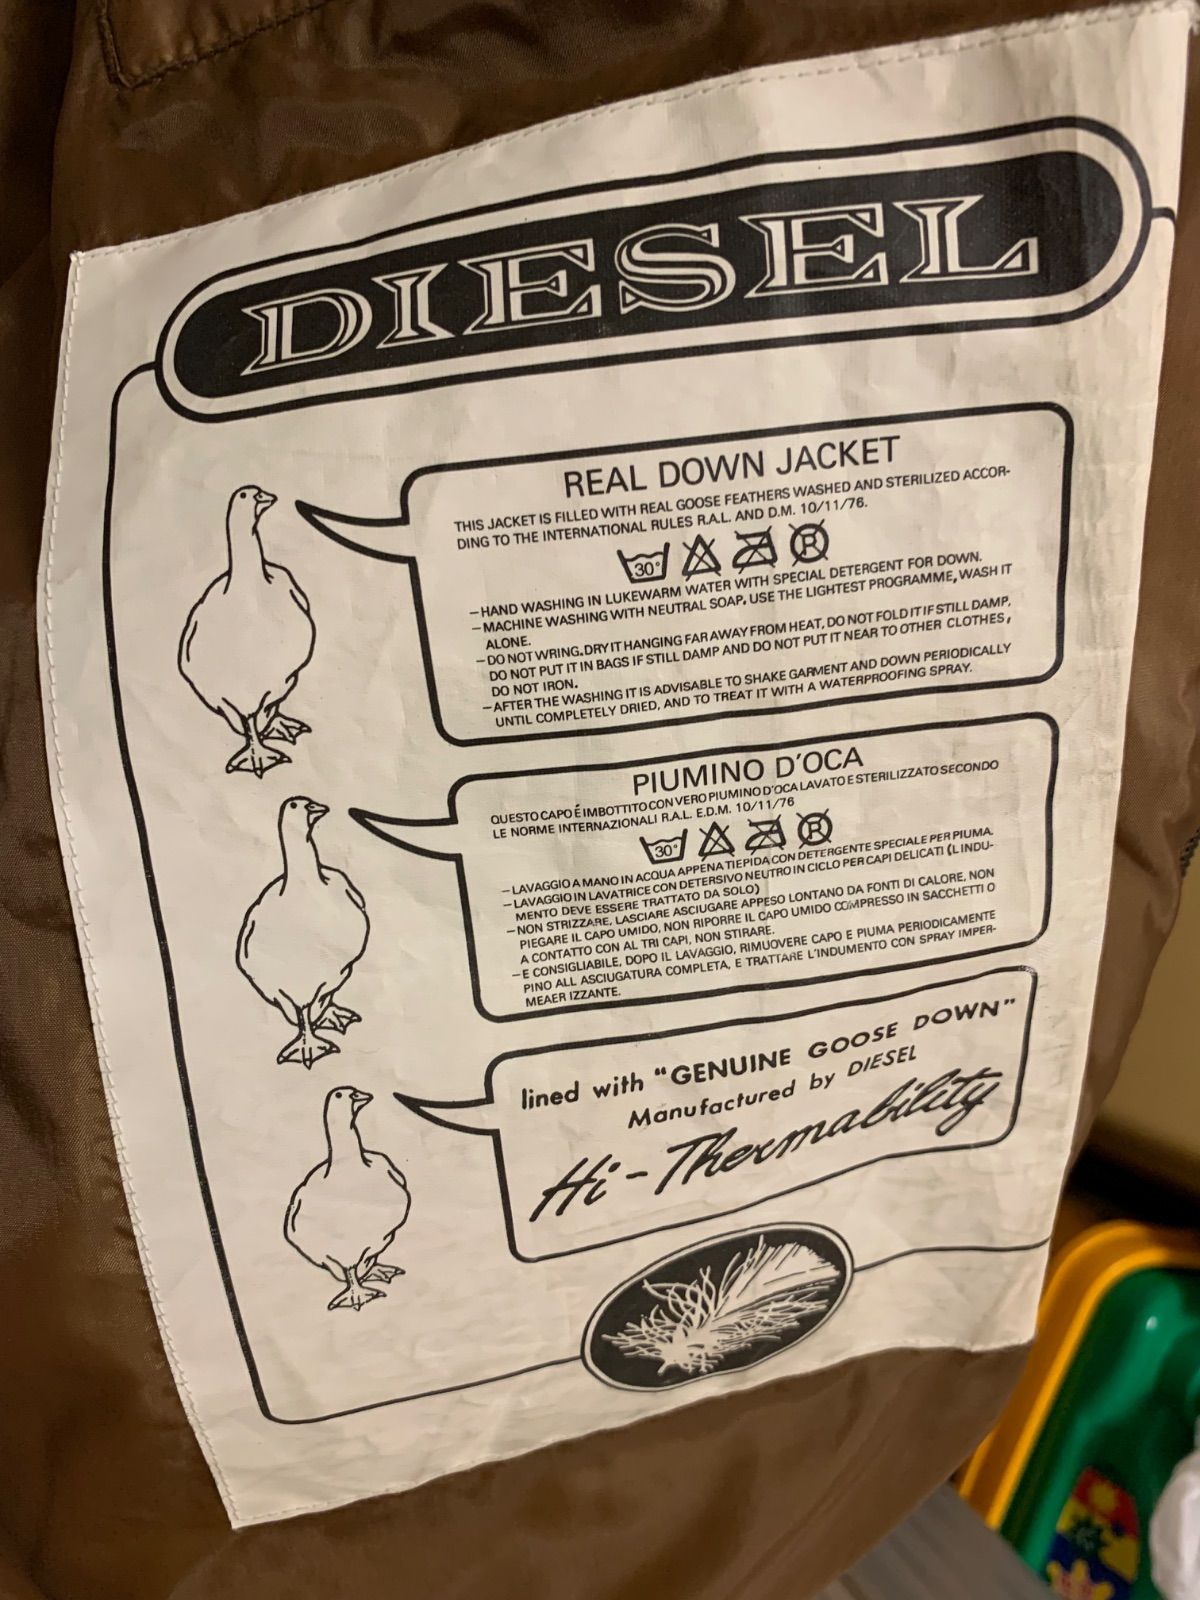 DIESEL
REAL DOWN JACKET
THIS JACKET IS FILLED WITH REAL GOOSE FEATHERS WASHED AND STERILIZED ACCOR-
DING TO THE INTERNATIONAL RULES R.A.L. AND D.M. 10/11/76.
30° R
-HAND WASHING IN LUKEWARM WATER WITH SPECIAL DETERGENT FOR DOWN.
-MACHINE WASHING WITH NEUTRAL SOAP. USE THE LIGHTEST PROGRAMME, WASH IT
ALONE.
-DO NOT WRING. DRY IT HANGING FAR AWAY FROM HEAT, DO NOT FOLD IT IF STILL DAMP,
DO NOT PUT IT IN BAGS IF STILL DAMP AND DO NOT PUT IT NEAR TO OTHER CLOTHES,
DO NOT IRON.
-AFTER THE WASHING IT IS ADVISABLE TO SHAKE GARMENT AND DOWN PERIODICALLY
UNTIL COMPLETELY DRIED, AND TO TREAT IT WITH A WATERPROOFING SPRAY.
PIUMINO D'OCA
QUESTO CAPO É IMBOTTITO CON VERO PIUMINO D'OCA LAVATO E STERILIZZATO SECONDO
LE NORME INTERNAZIONALI R.A.L. E.D.M. 10/11/76
30° R
-LAVAGGIO A MANO IN ACQUA APPENA TIEPIDA CON DETERGENTE SPECIALE PER PIUMA.
-LAVAGGIO IN LAVATRICE CON DETERSIVO NEUTRO IN CICLO PER CAPI DELICATI (L INDU-
MENTO DEVE ESSERE TRATTATO DA SOLO)
-NON STRIZZARE, LASCIARE ASCIUGARE APPESO LONTANO DA FONTI DI CALORE, NON
PIEGARE IL CAPO UMIDO, NON RIPORRE IL CAPO UMIDO COMPRESSO IN SACCHETTI O
A CONTATTO CON AL TRI CAPI, NON STIRARE.
-E CONSIGLIABILE, DOPO IL LAVAGGIO, RIMUOVERE CAPO E PIUMA PERIODICAMENTE
PINO ALL ASCIUGATURA COMPLETA, E TRATTARE L'INDUMENTO CON SPRAY IMPER-
MEAER IZZANTE.
lined with "GENUINE GOOSE DOWN"
Manufactured by DIESEL
Hi-Thermability